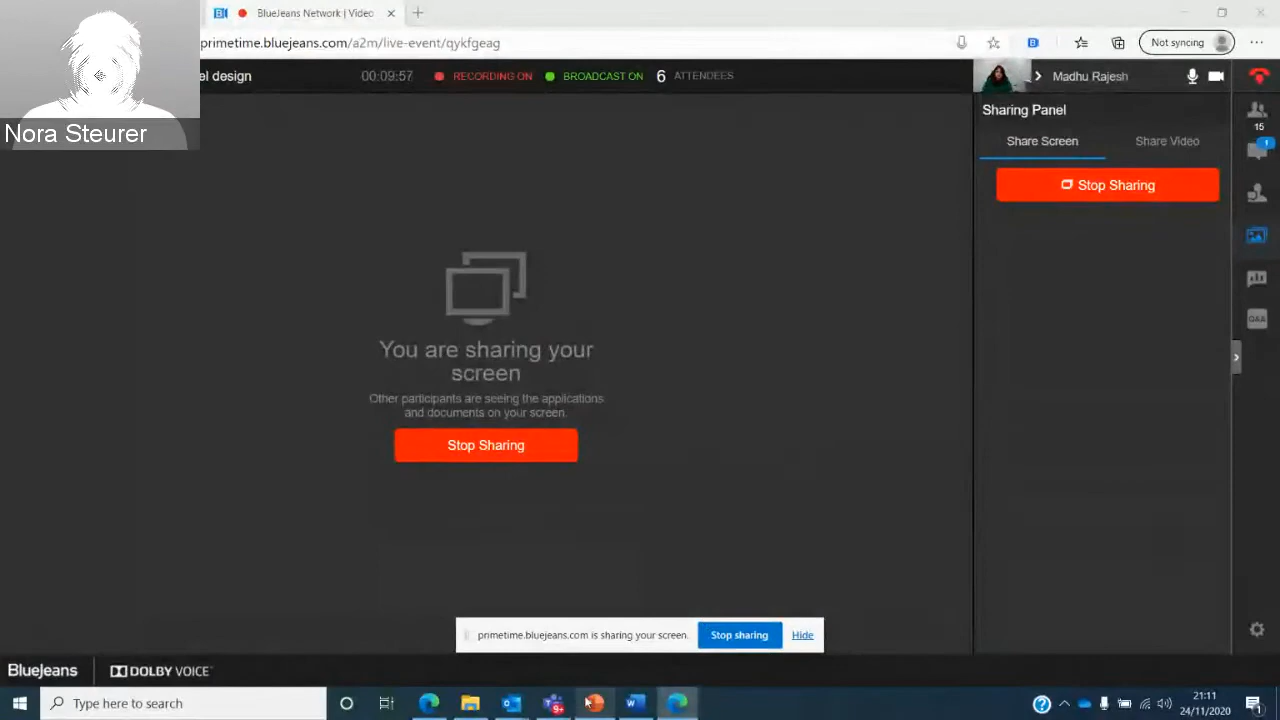 BlueJeans Network | Video
primetime.bluejeans.com/a2m/live-event/qykfgeag
Not syncing
el design
00:09:57
RECORDING ON
BROADCAST ON
6 ATTENDEES
Madhu Rajesh
Nora Steurer
Sharing Panel
15
Share Screen
Share Video
1
Stop Sharing
Q&A
You are sharing your
screen
Other participants are seeing the applications
and documents on your screen.
Stop Sharing
primetime.bluejeans.com is sharing your screen.
Stop sharing
Hide
BlueJeans
DOLBY VOICE
Type here to search
9+
21:11
24/11/2020
1